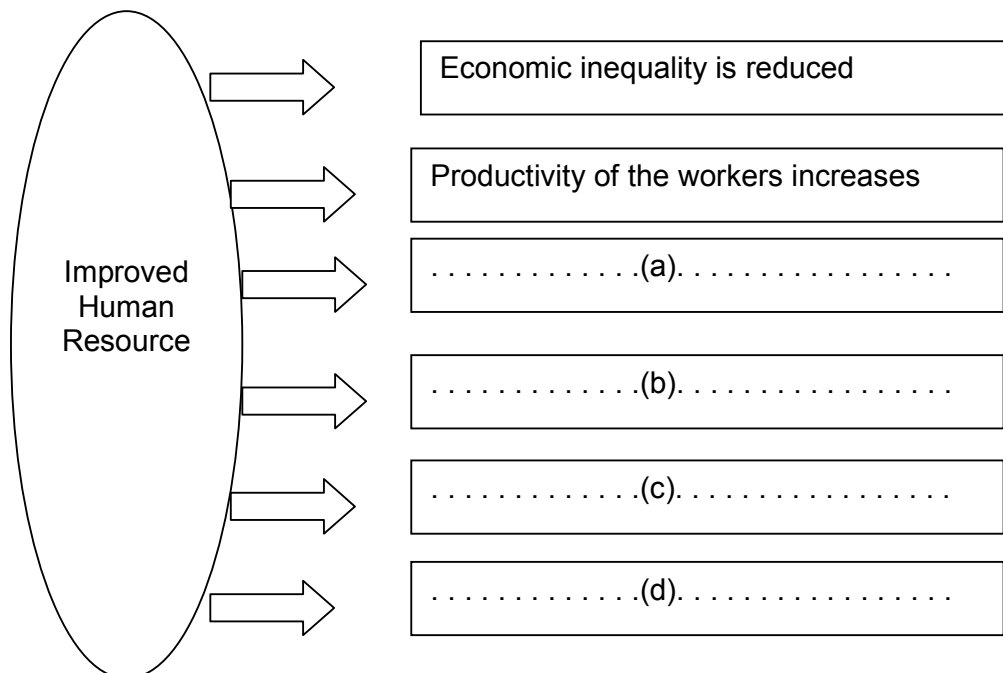 Economic inequality is reduced
Productivity of the workers increases
Improved
Human
Resource
. . . . . . . . . . . . .(a). . . . . . . . . . . . . . . . .
. . . . . . . . . . . . .(b). . . . . . . . . . . . . . . . .
. . . . . . . . . . . . .(c). . . . . . . . . . . . . . . . .
. . . . . . . . . . . . .(d). . . . . . . . . . . . . . . . .